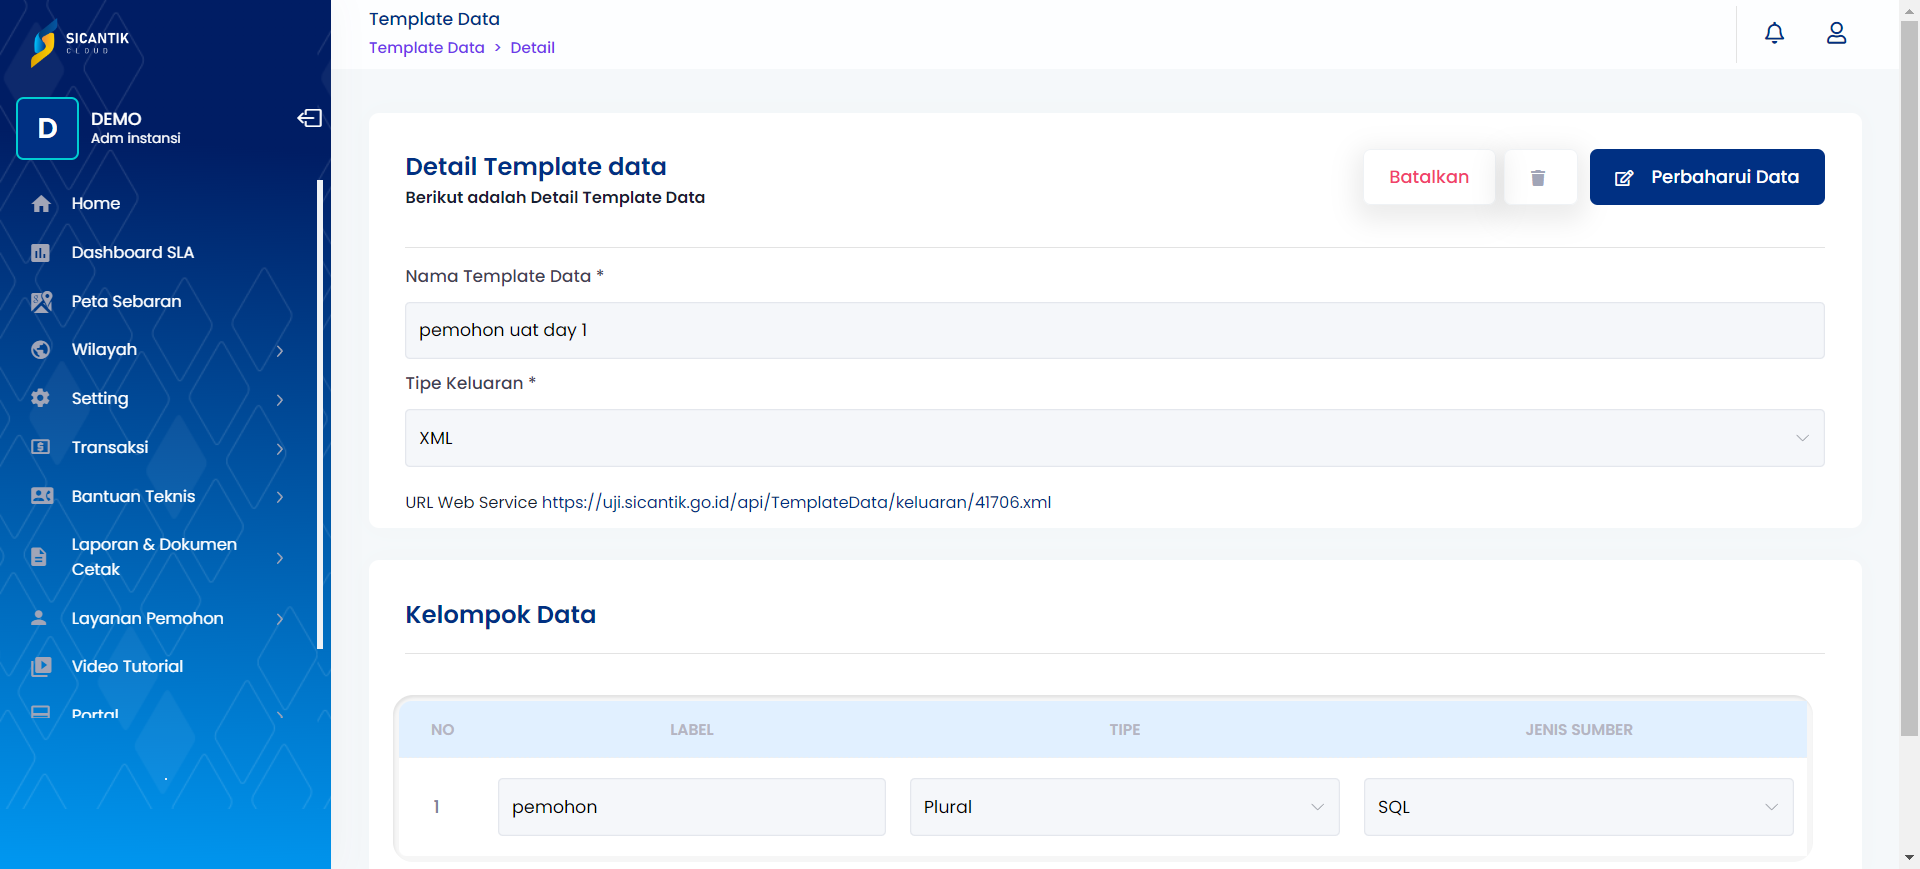 SICANTIK
CLOUD
D
DEMO
Adm instansi
Home
Dashboard SLA
Peta Sebaran
Wilayah
Setting
Transaksi
Bantuan Teknis
Laporan & Dokumen
Cetak
Layanan Pemohon
Video Tutorial
Portal
Template Data
Template Data > Detail
Detail Template data
Berikut adalah Detail Template Data
Batalkan
Perbaharui Data
Nama Template Data *
pemohon uat day 1
Tipe Keluaran *
XML
URL Web Service https://uji.sicantik.go.id/api/TemplateData/keluaran/41706.xml
Kelompok Data
NO LABEL TIPE JENIS SUMBER
1 pemohon Plural SQL